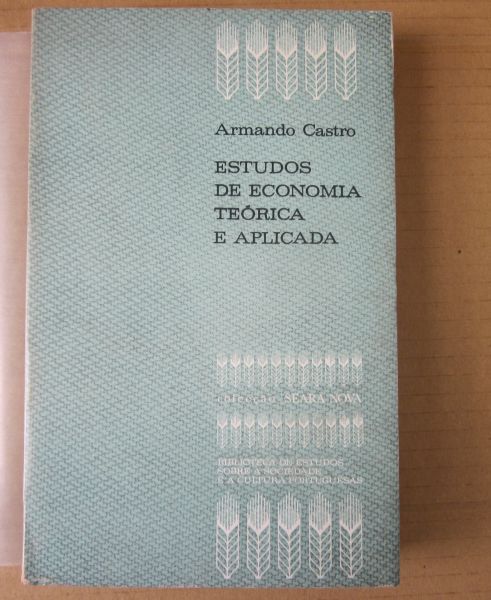 Armando Castro
ESTUDOS
DE ECONOMIA
TEÓRICA
E APLICADA
colecção SEARA NOVA
BIBLIOTECA DE ESTUDOS
SOBRE A SOCIEDADE
E A CULTURA PORTUGUESAS